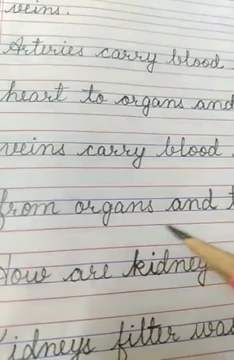 veins.
Arteries carry blood
heart to organs and
veins carry blood
from organs and
How are kidney
Kidneys filter was